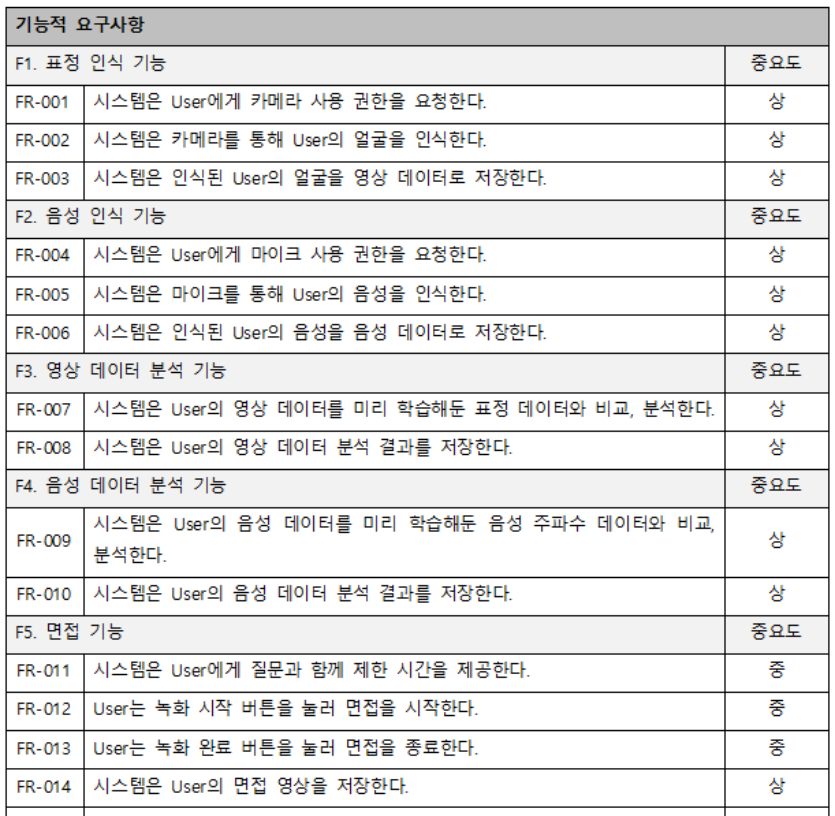 기능적 요구사항
F1. 표정 인식 기능 중요도
FR-001 시스템은 User에게 카메라 사용 권한을 요청한다. 상
FR-002 시스템은 카메라를 통해 User의 얼굴을 인식한다. 상
FR-003 시스템은 인식된 User의 얼굴을 영상 데이터로 저장한다. 상
F2. 음성 인식 기능 중요도
FR-004 시스템은 User에게 마이크 사용 권한을 요청한다. 상
FR-005 시스템은 마이크를 통해 User의 음성을 인식한다. 상
FR-006 시스템은 인식된 User의 음성을 음성 데이터로 저장한다. 상
F3. 영상 데이터 분석 기능 중요도
FR-007 시스템은 User의 영상 데이터를 미리 학습해둔 표정 데이터와 비교, 분석한다. 상
FR-008 시스템은 User의 영상 데이터 분석 결과를 저장한다. 상
F4. 음성 데이터 분석 기능 중요도
FR-009 시스템은 User의 음성 데이터를 미리 학습해둔 음성 주파수 데이터와 비교,
분석한다. 상
FR-010 시스템은 User의 음성 데이터 분석 결과를 저장한다. 상
F5. 면접 기능 중요도
FR-011 시스템은 User에게 질문과 함께 제한 시간을 제공한다. 중
FR-012 User는 녹화 시작 버튼을 눌러 면접을 시작한다. 중
FR-013 User는 녹화 완료 버튼을 눌러 면접을 종료한다. 중
FR-014 시스템은 User의 면접 영상을 저장한다. 상